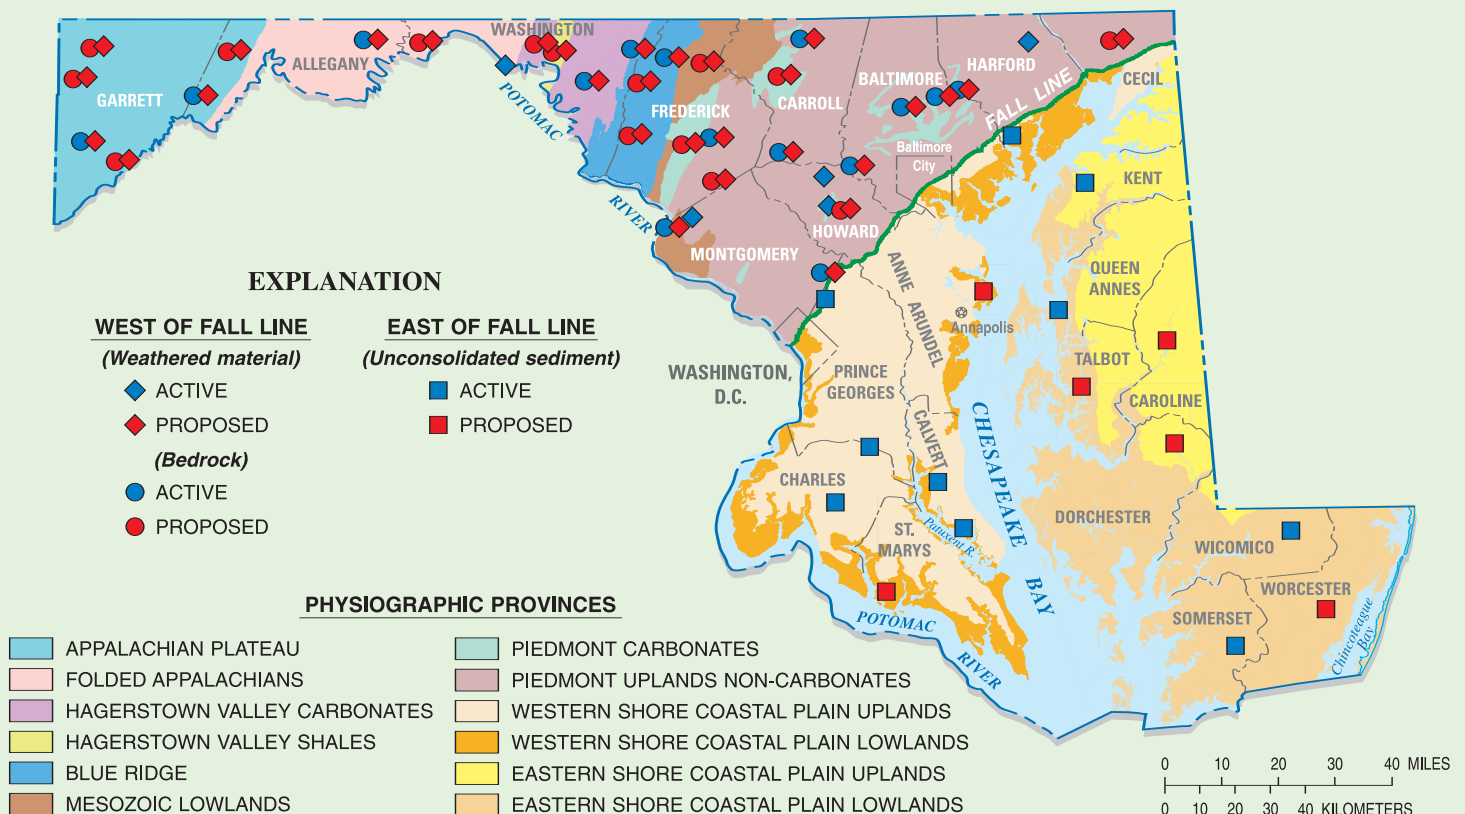 WASHINGTON
ALLEGANY
GARRETT
POTOMAC
RIVER
FREDERICK
CARROLL
BALTIMORE
HARFORD
CECIL
FALL LINE
Baltimore
City
KENT
HOWARD
MONTGOMERY
ANNE ARUNDEL
QUEEN
ANNES
Annapolis
TALBOT
CAROLINE
WASHINGTON,
D.C.
PRINCE
GEORGES
CALVERT
CHESAPEAKE BAY
CHARLES
DORCHESTER
ST.
MARYS
Patuxent R.
WICOMICO
WORCESTER
SOMERSET
Chincoteague
Bay
POTOMAC
RIVER
EXPLANATION
WEST OF FALL LINE
(Weathered material)
ACTIVE
PROPOSED
(Bedrock)
ACTIVE
PROPOSED
EAST OF FALL LINE
(Unconsolidated sediment)
ACTIVE
PROPOSED
PHYSIOGRAPHIC PROVINCES
APPALACHIAN PLATEAU
FOLDED APPALACHIANS
HAGERSTOWN VALLEY CARBONATES
HAGERSTOWN VALLEY SHALES
BLUE RIDGE
MESOZOIC LOWLANDS
PIEDMONT CARBONATES
PIEDMONT UPLANDS NON-CARBONATES
WESTERN SHORE COASTAL PLAIN UPLANDS
WESTERN SHORE COASTAL PLAIN LOWLANDS
EASTERN SHORE COASTAL PLAIN UPLANDS
EASTERN SHORE COASTAL PLAIN LOWLANDS
0 10 20 30 40 MILES
0 10 20 30 40 KILOMETERS